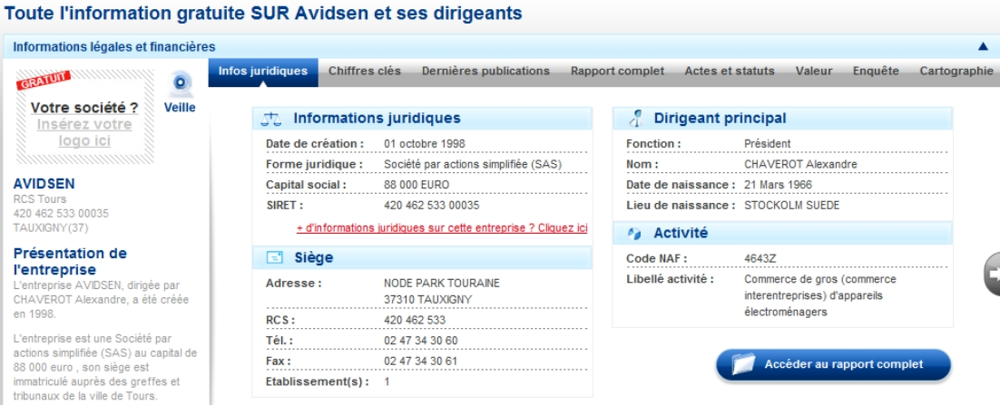 Toute l'information gratuite SUR Avidsen et ses dirigeants
Informations légales et financières
GRATUIT
Votre société ?
Insérez votre
logo ici
Veille
AVIDSEN
RCS Tours
420 462 533 00035
TAUXIGNY(37)
Présentation de
l'entreprise
L'entreprise AVIDSEN, dirigée par
CHAVEROT Alexandre, a été créée
en 1998.
L'entreprise est une Société par
actions simplifiée (SAS) au capital de
88 000 euro , son siège est
immatriculé auprès des greffes et
tribunaux de la ville de Tours.
Infos juridiques Chiffres clés Dernières publications Rapport complet Actes et statuts Valeur Enquête Cartographie
Informations juridiques
Date de création : 01 octobre 1998
Forme juridique : Société par actions simplifiée (SAS)
Capital social : 88 000 EURO
SIRET : 420 462 533 00035
+ d'informations juridiques sur cette entreprise ? Cliquez ici
Siège
Adresse : NODE PARK TOURAINE
37310 TAUXIGNY
RCS : 420 462 533
Tél. : 02 47 34 30 60
Fax : 02 47 34 30 61
Etablissement(s) : 1
Dirigeant principal
Fonction : Président
Nom : CHAVEROT Alexandre
Date de naissance : 21 Mars 1966
Lieu de naissance : STOCKOLM SUEDE
Activité
Code NAF : 4643Z
Libellé activité : Commerce de gros (commerce
interentreprises) d'appareils
électroménagers
Accèder au rapport complet